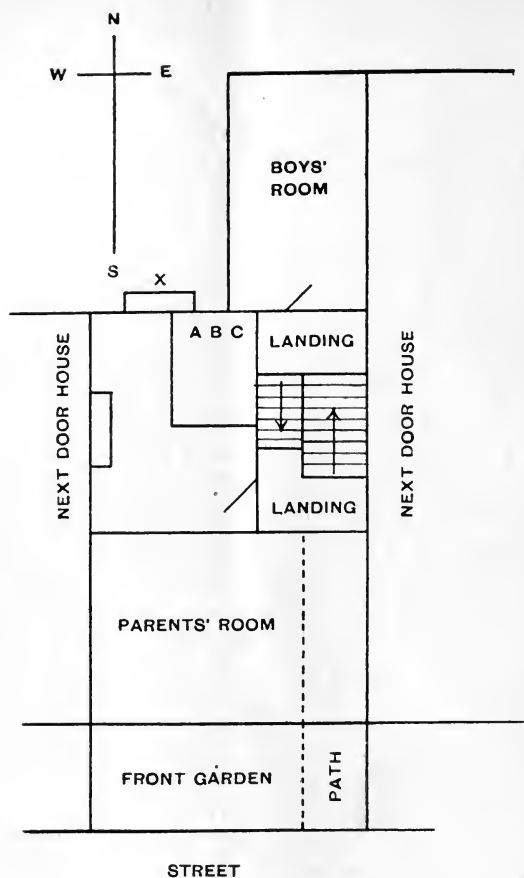 N
W E
S
BOYS'
ROOM
X
A B C
LANDING
NEXT DOOR HOUSE
NEXT DOOR HOUSE
LANDING
PARENTS' ROOM
FRONT GARDEN
PATH
STREET